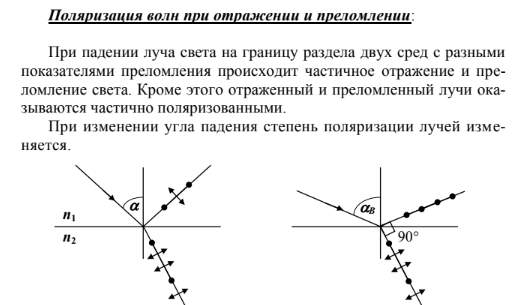 Поляризация волн при отражении и преломлении:
При падении луча света на границу раздела двух сред с разными
показателями преломления происходит частичное отражение и пре-
ломление света. Кроме этого отраженный и преломленный лучи ока-
зываются частично поляризованными.
При изменении угла падения степень поляризации лучей изме-
няется.
α
αB
n1
n2
90°